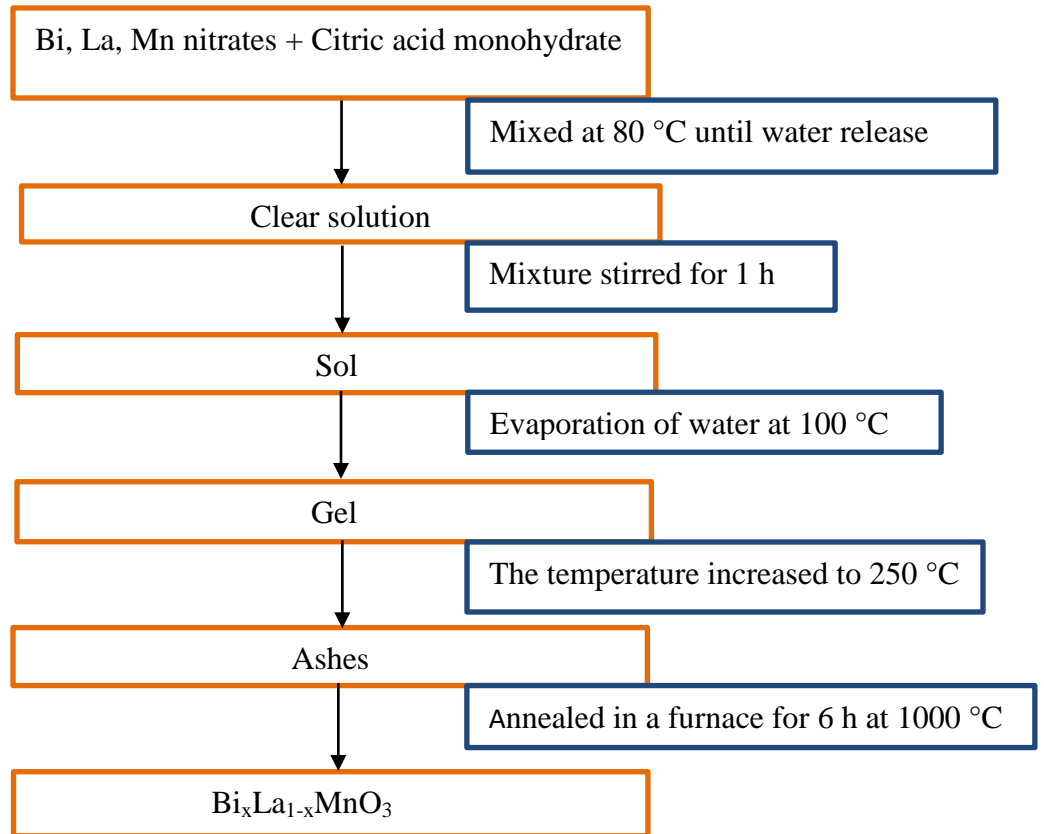 Bi, La, Mn nitrates + Citric acid monohydrate
Mixed at 80 °C until water release
Clear solution
Mixture stirred for 1 h
Sol
Evaporation of water at 100 °C
Gel
The temperature increased to 250 °C
Ashes
Annealed in a furnace for 6 h at 1000 °C
BiₓLa₁₋ₓMnO₃